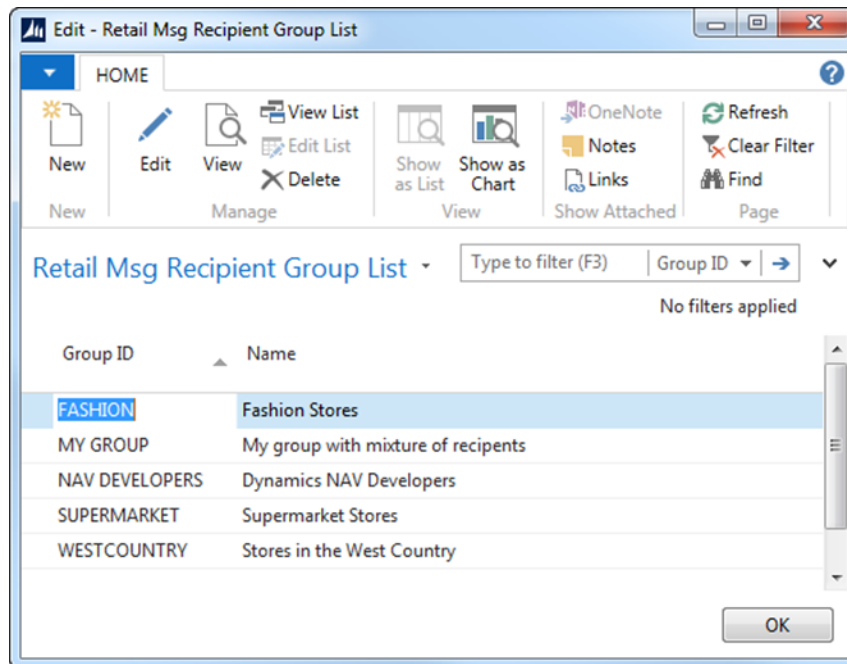 Edit - Retail Msg Recipient Group List
HOME
New
Edit
View
View List
Edit List
Delete
Show as List
Show as Chart
OneNote
Notes
Links
Refresh
Clear Filter
Find
New
Manage
View
Show Attached
Page
Retail Msg Recipient Group List
Type to filter (F3)
Group ID
No filters applied
Group ID Name
FASHION Fashion Stores
MY GROUP My group with mixture of recipents
NAV DEVELOPERS Dynamics NAV Developers
SUPERMARKET Supermarket Stores
WESTCOUNTRY Stores in the West Country
OK